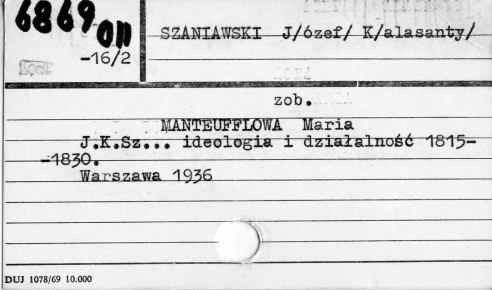 6869
OII
-16/2
SZANIAWSKI J/ózef/ K/alasanty/
zob.
MANTEUFFLOWA Maria
J.K.Sz... ideologia i działalność 1815-
-1830.
Warszawa 1936
DUJ 1078/69 10.000